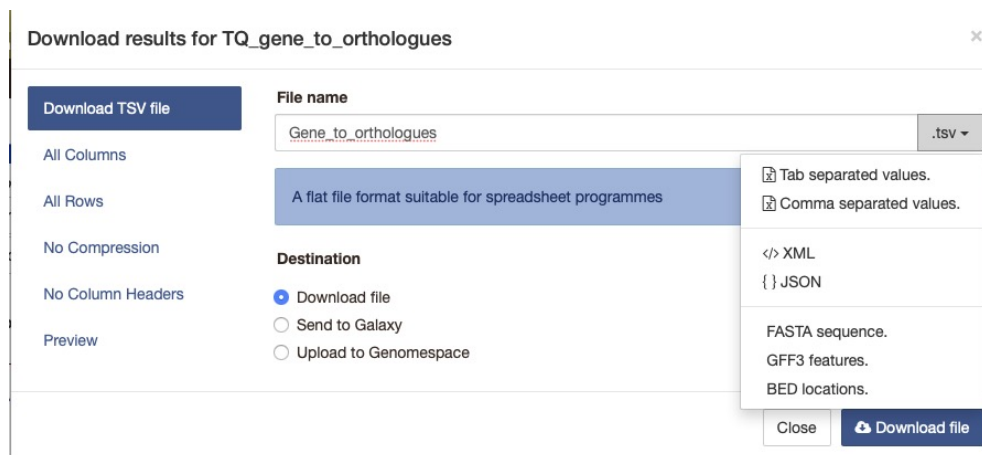 Download results for TQ_gene_to_orthologues
×
Download TSV file
All Columns
All Rows
No Compression
No Column Headers
Preview
File name
Gene_to_orthologues
.tsv
A flat file format suitable for spreadsheet programmes
Destination
Download file
Send to Galaxy
Upload to Genomespace
Tab separated values.
Comma separated values.
</> XML
{ } JSON
FASTA sequence.
GFF3 features.
BED locations.
Close
Download file